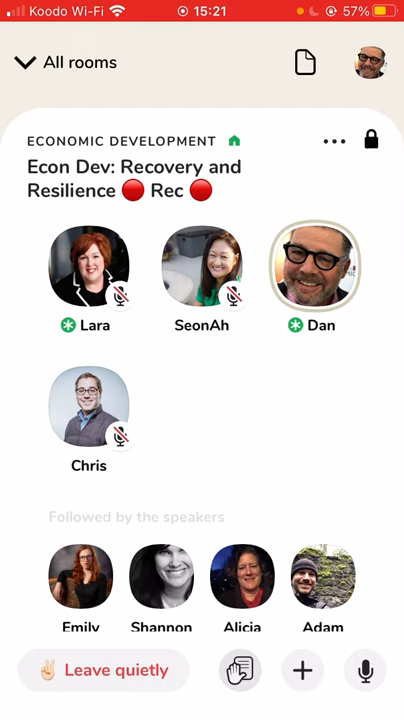 Koodo Wi-Fi 15:21 57%
All rooms
ECONOMIC DEVELOPMENT
Econ Dev: Recovery and
Resilience 🔴 Rec 🔴
Lara SeonAh Dan
Chris
Followed by the speakers
Emily Shannon Alicia Adam
✌🏻 Leave quietly